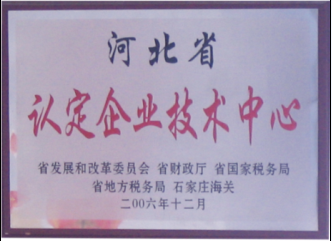 河北省
认定企业技术中心
省发展和改革委员会 省财政厅 省国家税务局
省地方税务局 石家庄海关
二00六年十二月